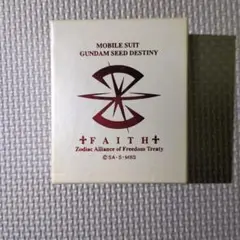 MOBILE SUIT
GUNDAM SEED DESTINY
FAITH
Zodiac Alliance of Freedom Treaty
©SA・S・MBS